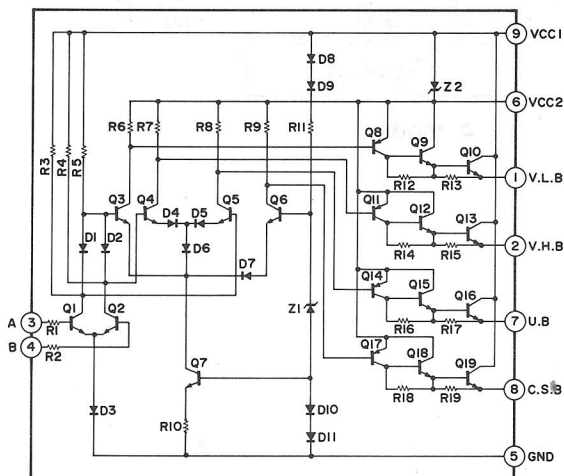 9 VCC1
D8
D9
Z2
6 VCC2
R6 R7 R8 R9 R11
Q8
Q9
Q10
R3 R4 R5
R12 R13
1 V.L.B
Q3 Q4 Q5 Q6
D4 D5
Q11
Q12
Q13
D1 D2
D6
R14 R15
2 V.H.B
D7
Q14
Q15
Q16
Z1
A 3
R1
Q1 Q2
R16 R17
7 U.B
B 4
R2
Q17
Q18
Q19
Q7
R18 R19
8 C.S.B
D3
R10
D10
D11
5 GND